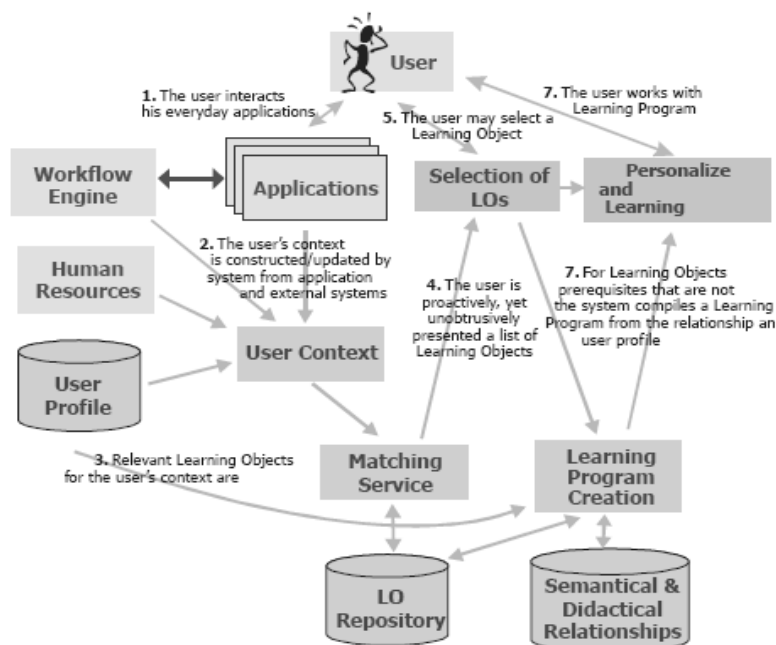 User
1. The user interacts
his everyday applications
7. The user works with
Learning Program
5. The user may select a
Learning Object
Workflow
Engine
Applications
Selection of
LOs
Personalize
and
Learning
2. The user's context
is constructed/updated by
system from application
and external systems
Human
Resources
4. The user is
proactively, yet
unobtrusively
presented a list of
Learning Objects
7. For Learning Objects
prerequisites that are not
the system compiles a Learning
Program from the relationship an
user profile
User Context
User
Profile
3. Relevant Learning Objects
for the user's context are
Matching
Service
Learning
Program
Creation
LO
Repository
Semantical &
Didactical
Relationships